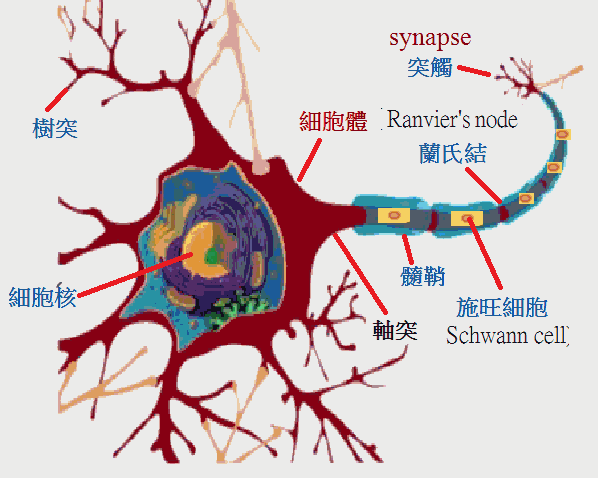 synapse
突觸
樹突
細胞體
Ranvier's node
蘭氏結
細胞核
髓鞘
軸突
施旺細胞
Schwann cell)